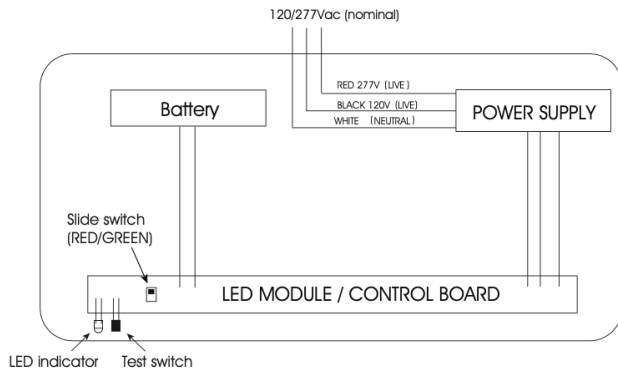 120/277Vac (nominal)
RED 277V (LIVE)
BLACK 120V (LIVE)
WHITE (NEUTRAL)
Battery
POWER SUPPLY
Slide switch
(RED/GREEN)
LED MODULE / CONTROL BOARD
LED indicator
Test switch